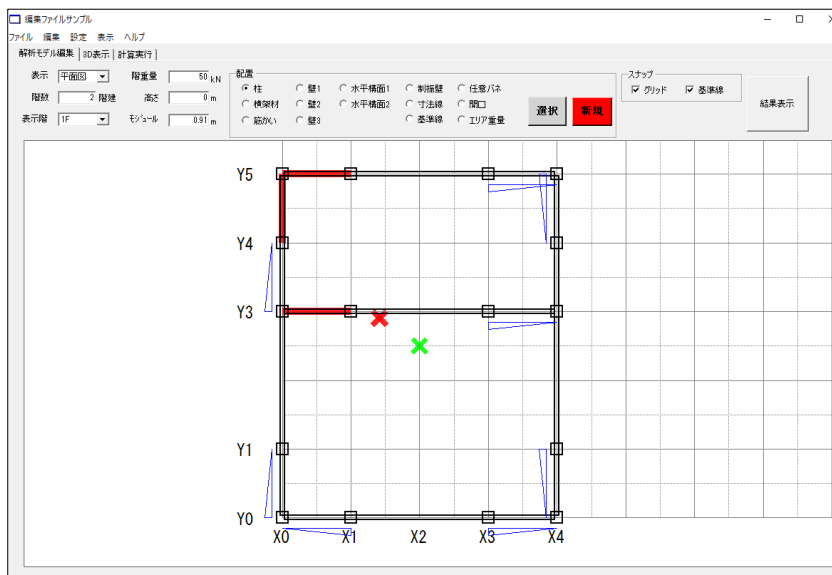 編集ファイルサンプル
ファイル 編集 設定 表示 ヘルプ
解析モデル編集 3D表示 計算実行
表示 平面図 階重量 50 kN
階数 2 階建 高さ 0 m
表示階 1F モジュール 0.91 m
配置
柱 壁1 水平構面1 制振壁 任意バネ
横架材 壁2 水平構面2 寸法線 開口
筋かい 壁3 基準線 エリア重量
選択 新規
スナップ
グリッド 基準線
結果表示
Y5
Y4
Y3
Y1
Y0
X0 X1 X2 X3 X4